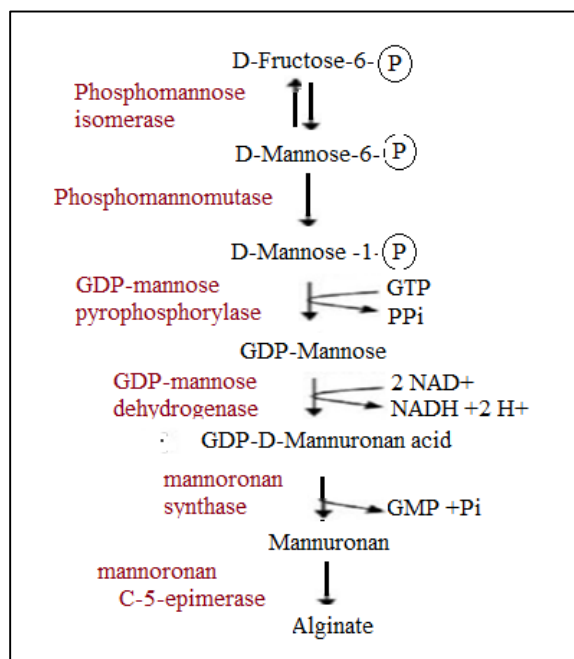 D-Fructose-6- P
Phosphomannose
isomerase
D-Mannose-6- P
Phosphomannomutase
D-Mannose -1- P
GDP-mannose
pyrophosphorylase
GTP
PPi
GDP-Mannose
GDP-mannose
dehydrogenase
2 NAD+
NADH +2 H+
GDP-D-Mannuronan acid
mannoronan
synthase
GMP +Pi
Mannuronan
mannoronan
C-5-epimerase
Alginate